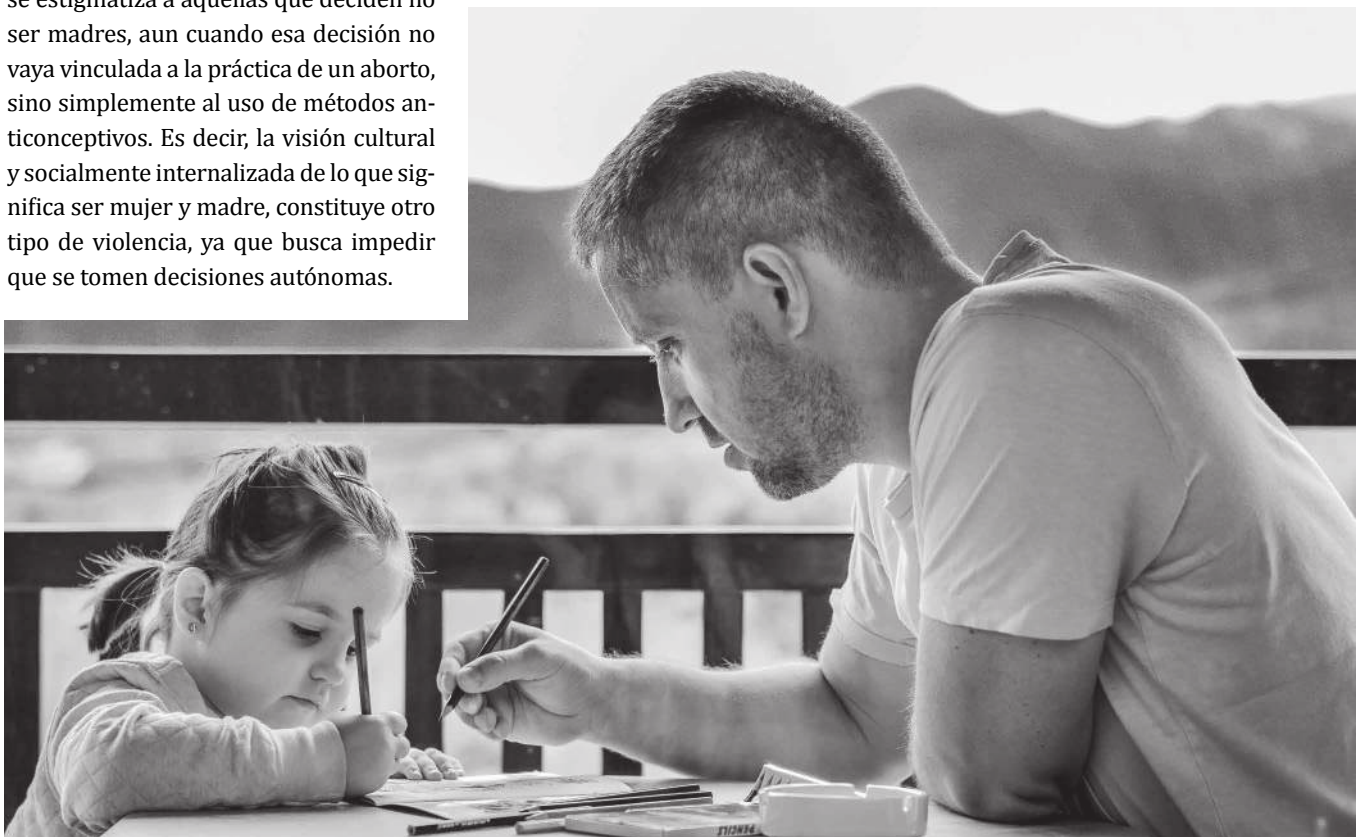 se estigmatiza a aquellas que deciden no
ser madres, aun cuando esa decisión no
vaya vinculada a la práctica de un aborto,
sino simplemente al uso de métodos an-
ticonceptivos. Es decir, la visión cultural
y socialmente internalizada de lo que sig-
nifica ser mujer y madre, constituye otro
tipo de violencia, ya que busca impedir
que se tomen decisiones autónomas.
PENCILS